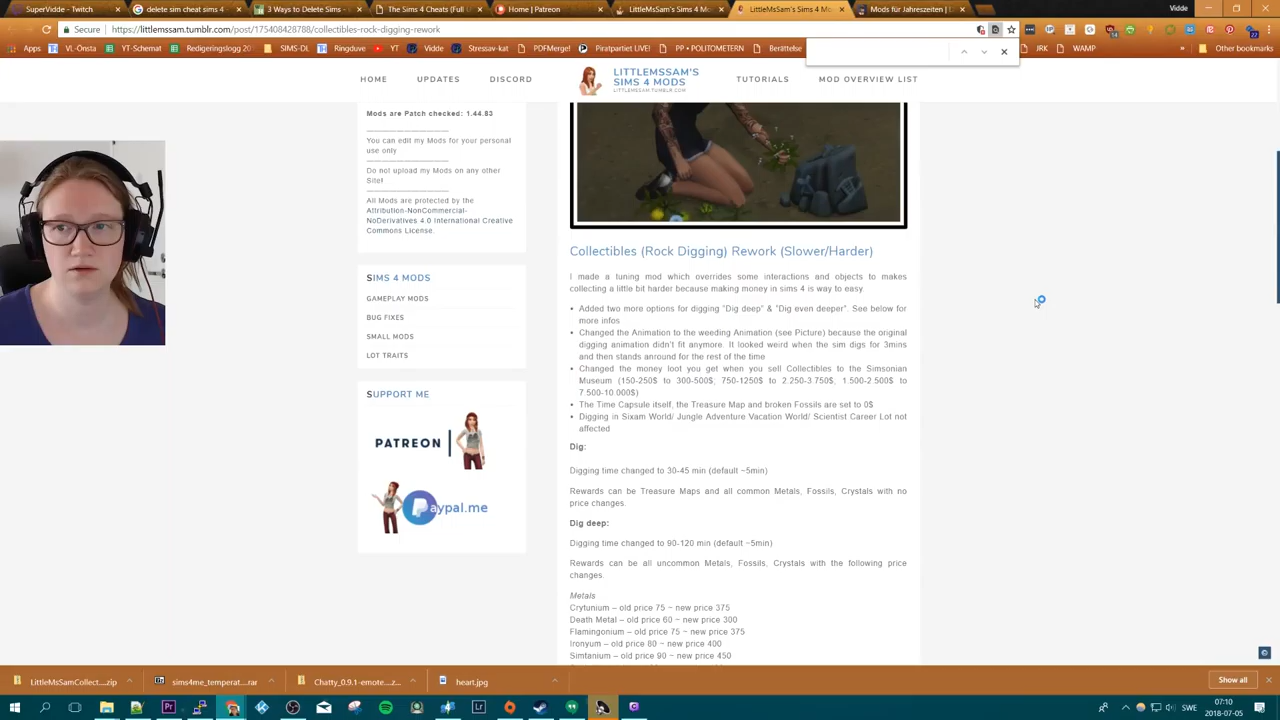 SuperVidde - Twitch
delete sim cheat sims 4 -
3 Ways to Delete Sims -
The Sims 4 Cheats (Full L
Home | Patreon
LittleMsSam's Sims 4 Mo
LittleMsSam's Sims 4 Mo
Mods für Jahreszeiten | L
Vidde
Secure
https://littlemssam.tumblr.com/post/175408428788/collectibles-rock-digging-rework
Apps
VL-Önsta
YT-Schemat
Redigeringslogg 201
SIMS-DL
Ringduve
YT
Vidde
Stressav-kat
PDFMerge!
Piratpartiet LIVE!
PP • POLITOMETERN
Berättelse
JRK
WAMP
Other bookmarks
HOME
UPDATES
DISCORD
LITTLEMSSAM'S
SIMS 4 MODS
LITTLEMSSAM.TUMBLR.COM
TUTORIALS
MOD OVERVIEW LIST
Mods are Patch checked: 1.44.83
You can edit my Mods for your personal
use only
Do not upload my Mods on any other
Site!
All Mods are protected by the
Attribution-NonCommercial-
NoDerivatives 4.0 International Creative
Commons License.
SIMS 4 MODS
GAMEPLAY MODS
BUG FIXES
SMALL MODS
LOT TRAITS
SUPPORT ME
PATREON
Paypal.me
Collectibles (Rock Digging) Rework (Slower/Harder)
I made a tuning mod which overrides some interactions and objects to makes
collecting a little bit harder because making money in sims 4 is way to easy.
• Added two more options for digging "Dig deep" & "Dig even deeper". See below for
more infos
• Changed the Animation to the weeding Animation (see Picture) because the original
digging animation didn't fit anymore. It looked weird when the sim digs for 3mins
and then stands anround for the rest of the time
• Changed the money loot you get when you sell Collectibles to the Simsonian
Museum (150-250$ to 300-500$; 750-1250$ to 2.250-3.750$, 1.500-2.500$ to
7.500-10.000$)
• The Time Capsule itself, the Treasure Map and broken Fossils are set to 0$
• Digging in Sixam World/ Jungle Adventure Vacation World/ Scientist Career Lot not
affected
Dig:
Digging time changed to 30-45 min (default ~5min)
Rewards can be Treasure Maps and all common Metals, Fossils, Crystals with no
price changes.
Dig deep:
Digging time changed to 90-120 min (default ~5min)
Rewards can be all uncommon Metals, Fossils, Crystals with the following price
changes.
Metals
Crytunium – old price 75 ~ new price 375
Death Metal – old price 60 ~ new price 300
Flamingonium – old price 75 ~ new price 375
Ironyum – old price 80 ~ new price 400
Simtanium – old price 90 ~ new price 450
LittleMsSamCollect....zip
sims4me_temperat....rar
Chatty_0.9.1-emote....z...
heart.jpg
Show all
SWE
07:10
2018-07-05